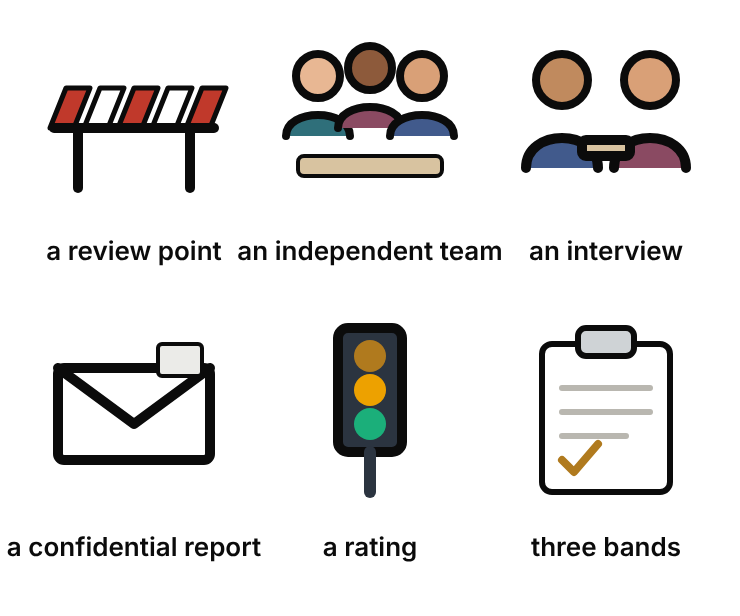 a review point
an independent team
an interview
a confidential report
a rating
three bands